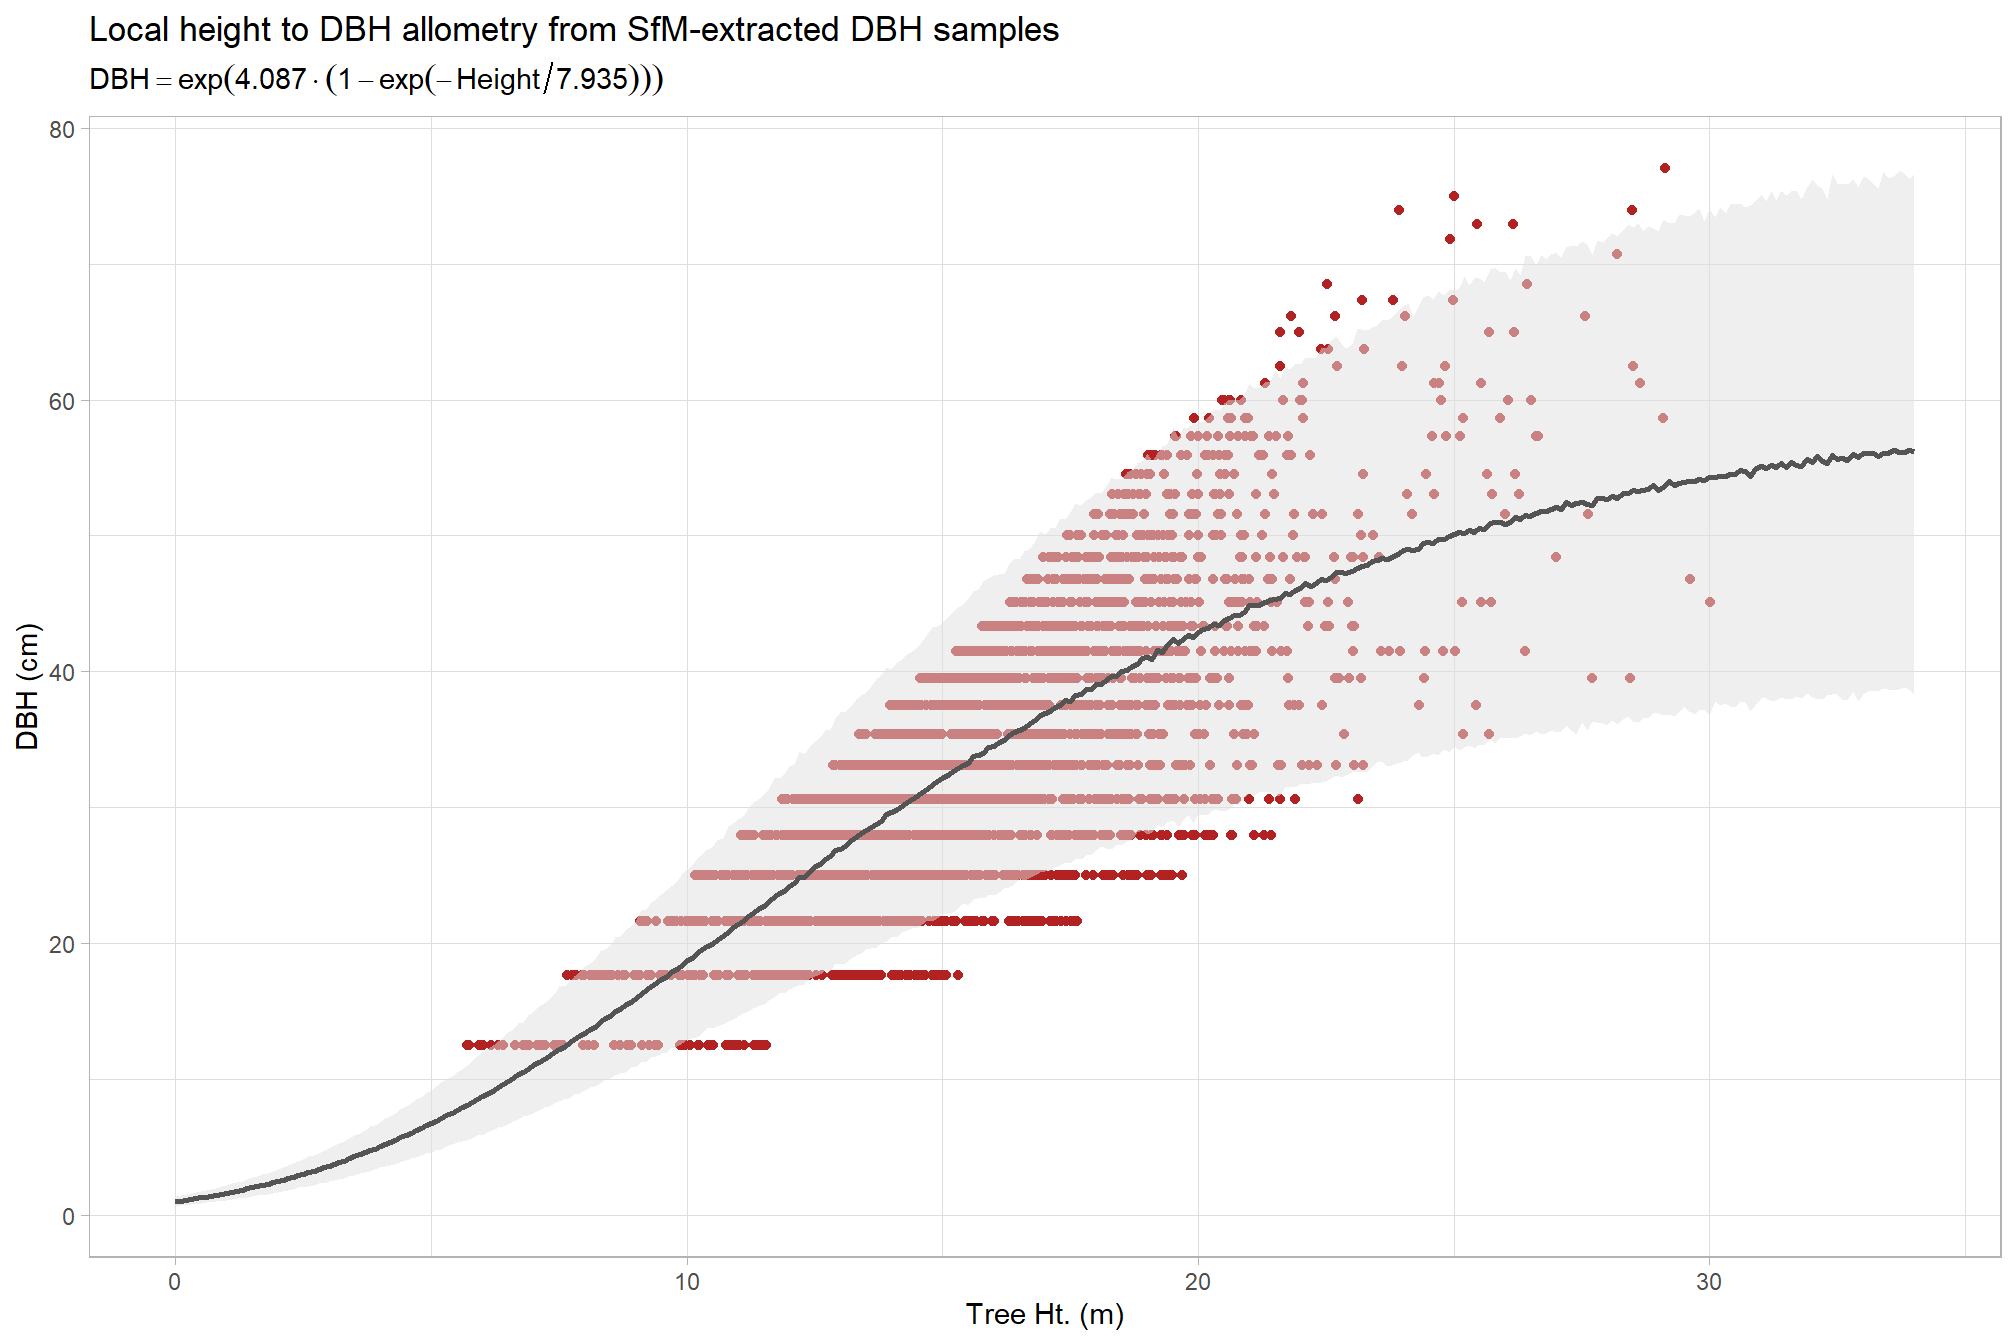 Local height to DBH allometry from SfM-extracted DBH samples
DBH = exp(4.087 · (1 − exp(− Height/7.935)))
80
60
40
20
0
DBH (cm)
0 10 20 30
Tree Ht. (m)